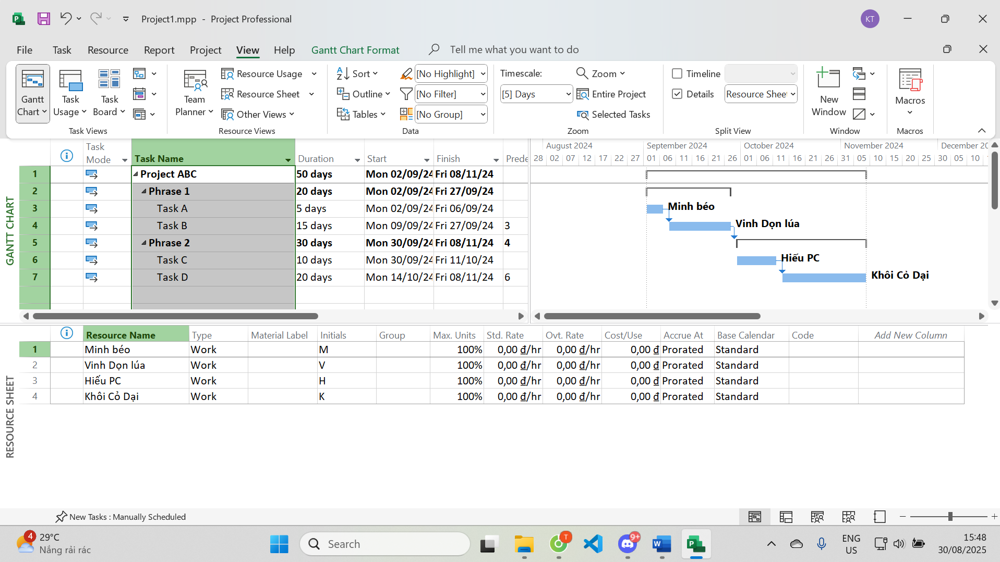 Project1.mpp - Project Professional
KT
File Task Resource Report Project View Help Gantt Chart Format Tell me what you want to do
Gantt Chart
Task Usage
Task Board
Task Views
Team Planner
Resource Usage
Resource Sheet
Other Views
Resource Views
Sort
Outline
Tables
[No Highlight]
[No Filter]
[No Group]
Data
Timescale:
[5] Days
Zoom
Entire Project
Selected Tasks
Zoom
Timeline
Details Resource Sheet
Split View
New Window
Window
Macros
Macros
GANTT CHART
Task Mode Task Name Duration Start Finish Prede
August 2024 September 2024 October 2024 November 2024 December 20
28 02 07 12 17 22 27 01 06 11 16 21 26 01 06 11 16 21 26 31 05 10 15 20 25 30 05 10
1 Project ABC 50 days Mon 02/09/24 Fri 08/11/24
2 Phrase 1 20 days Mon 02/09/24 Fri 27/09/24
3 Task A 5 days Mon 02/09/24 Fri 06/09/24 Minh béo
4 Task B 15 days Mon 09/09/24 Fri 27/09/24 3 Vinh Dọn lúa
5 Phrase 2 30 days Mon 30/09/24 Fri 08/11/24 4
6 Task C 10 days Mon 30/09/24 Fri 11/10/24 Hiếu PC
7 Task D 20 days Mon 14/10/24 Fri 08/11/24 6 Khôi Cỏ Dại
RESOURCE SHEET
Resource Name Type Material Label Initials Group Max. Units Std. Rate Ovt. Rate Cost/Use Accrue At Base Calendar Code Add New Column
1 Minh béo Work M 100% 0,00 ₫/hr 0,00 ₫/hr 0,00 ₫ Prorated Standard
2 Vinh Dọn lúa Work V 100% 0,00 ₫/hr 0,00 ₫/hr 0,00 ₫ Prorated Standard
3 Hiếu PC Work H 100% 0,00 ₫/hr 0,00 ₫/hr 0,00 ₫ Prorated Standard
4 Khôi Cỏ Dại Work K 100% 0,00 ₫/hr 0,00 ₫/hr 0,00 ₫ Prorated Standard
New Tasks : Manually Scheduled
4 29°C
Nắng rải rác
Search
T
9+
ENG
US
15:48
30/08/2025